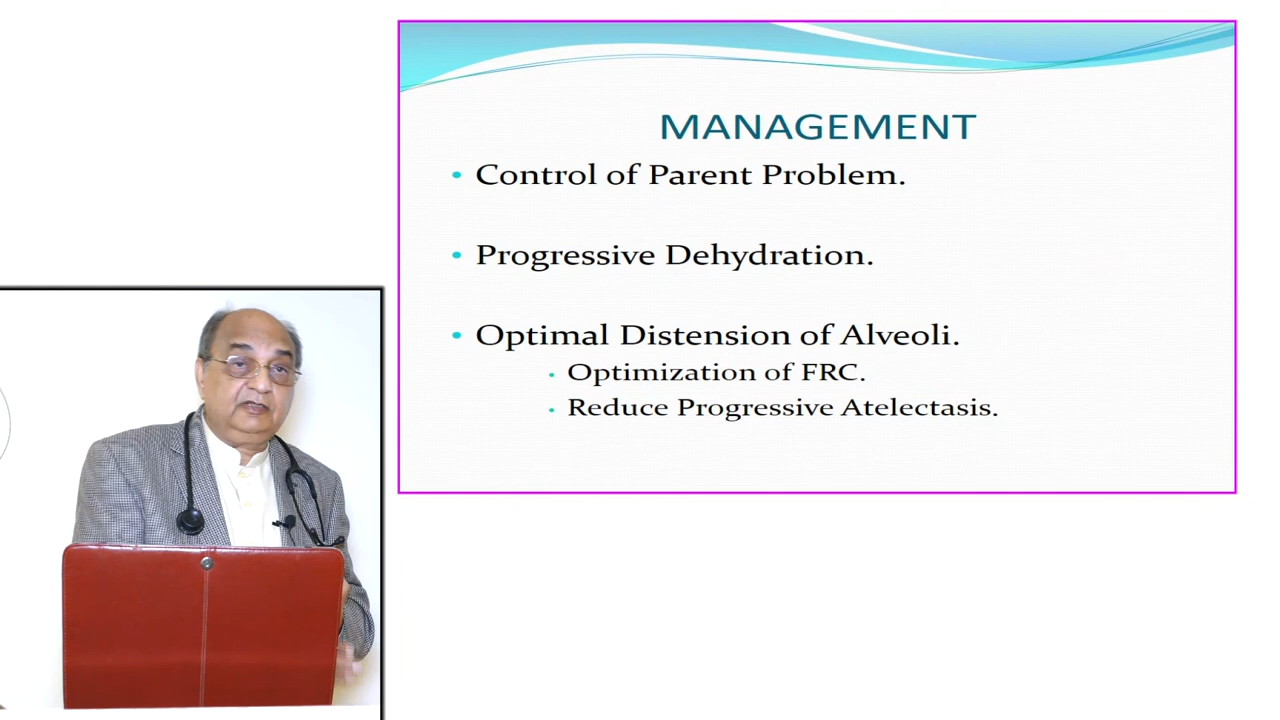 MANAGEMENT
• Control of Parent Problem.
• Progressive Dehydration.
• Optimal Distension of Alveoli.
• Optimization of FRC.
• Reduce Progressive Atelectasis.